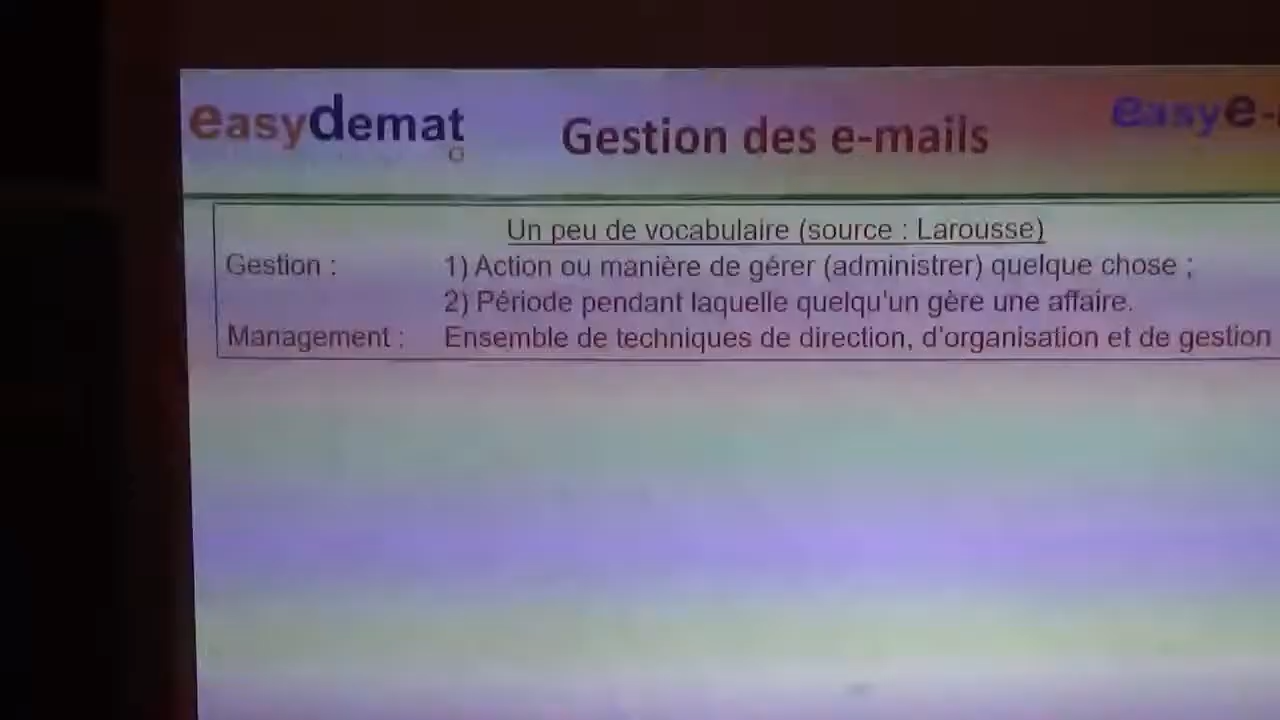 easydemat
Gestion des e-mails
easye-
Un peu de vocabulaire (source : Larousse)
Gestion : 1) Action ou manière de gérer (administrer) quelque chose ;
2) Période pendant laquelle quelqu'un gère une affaire.
Management : Ensemble de techniques de direction, d'organisation et de gestion